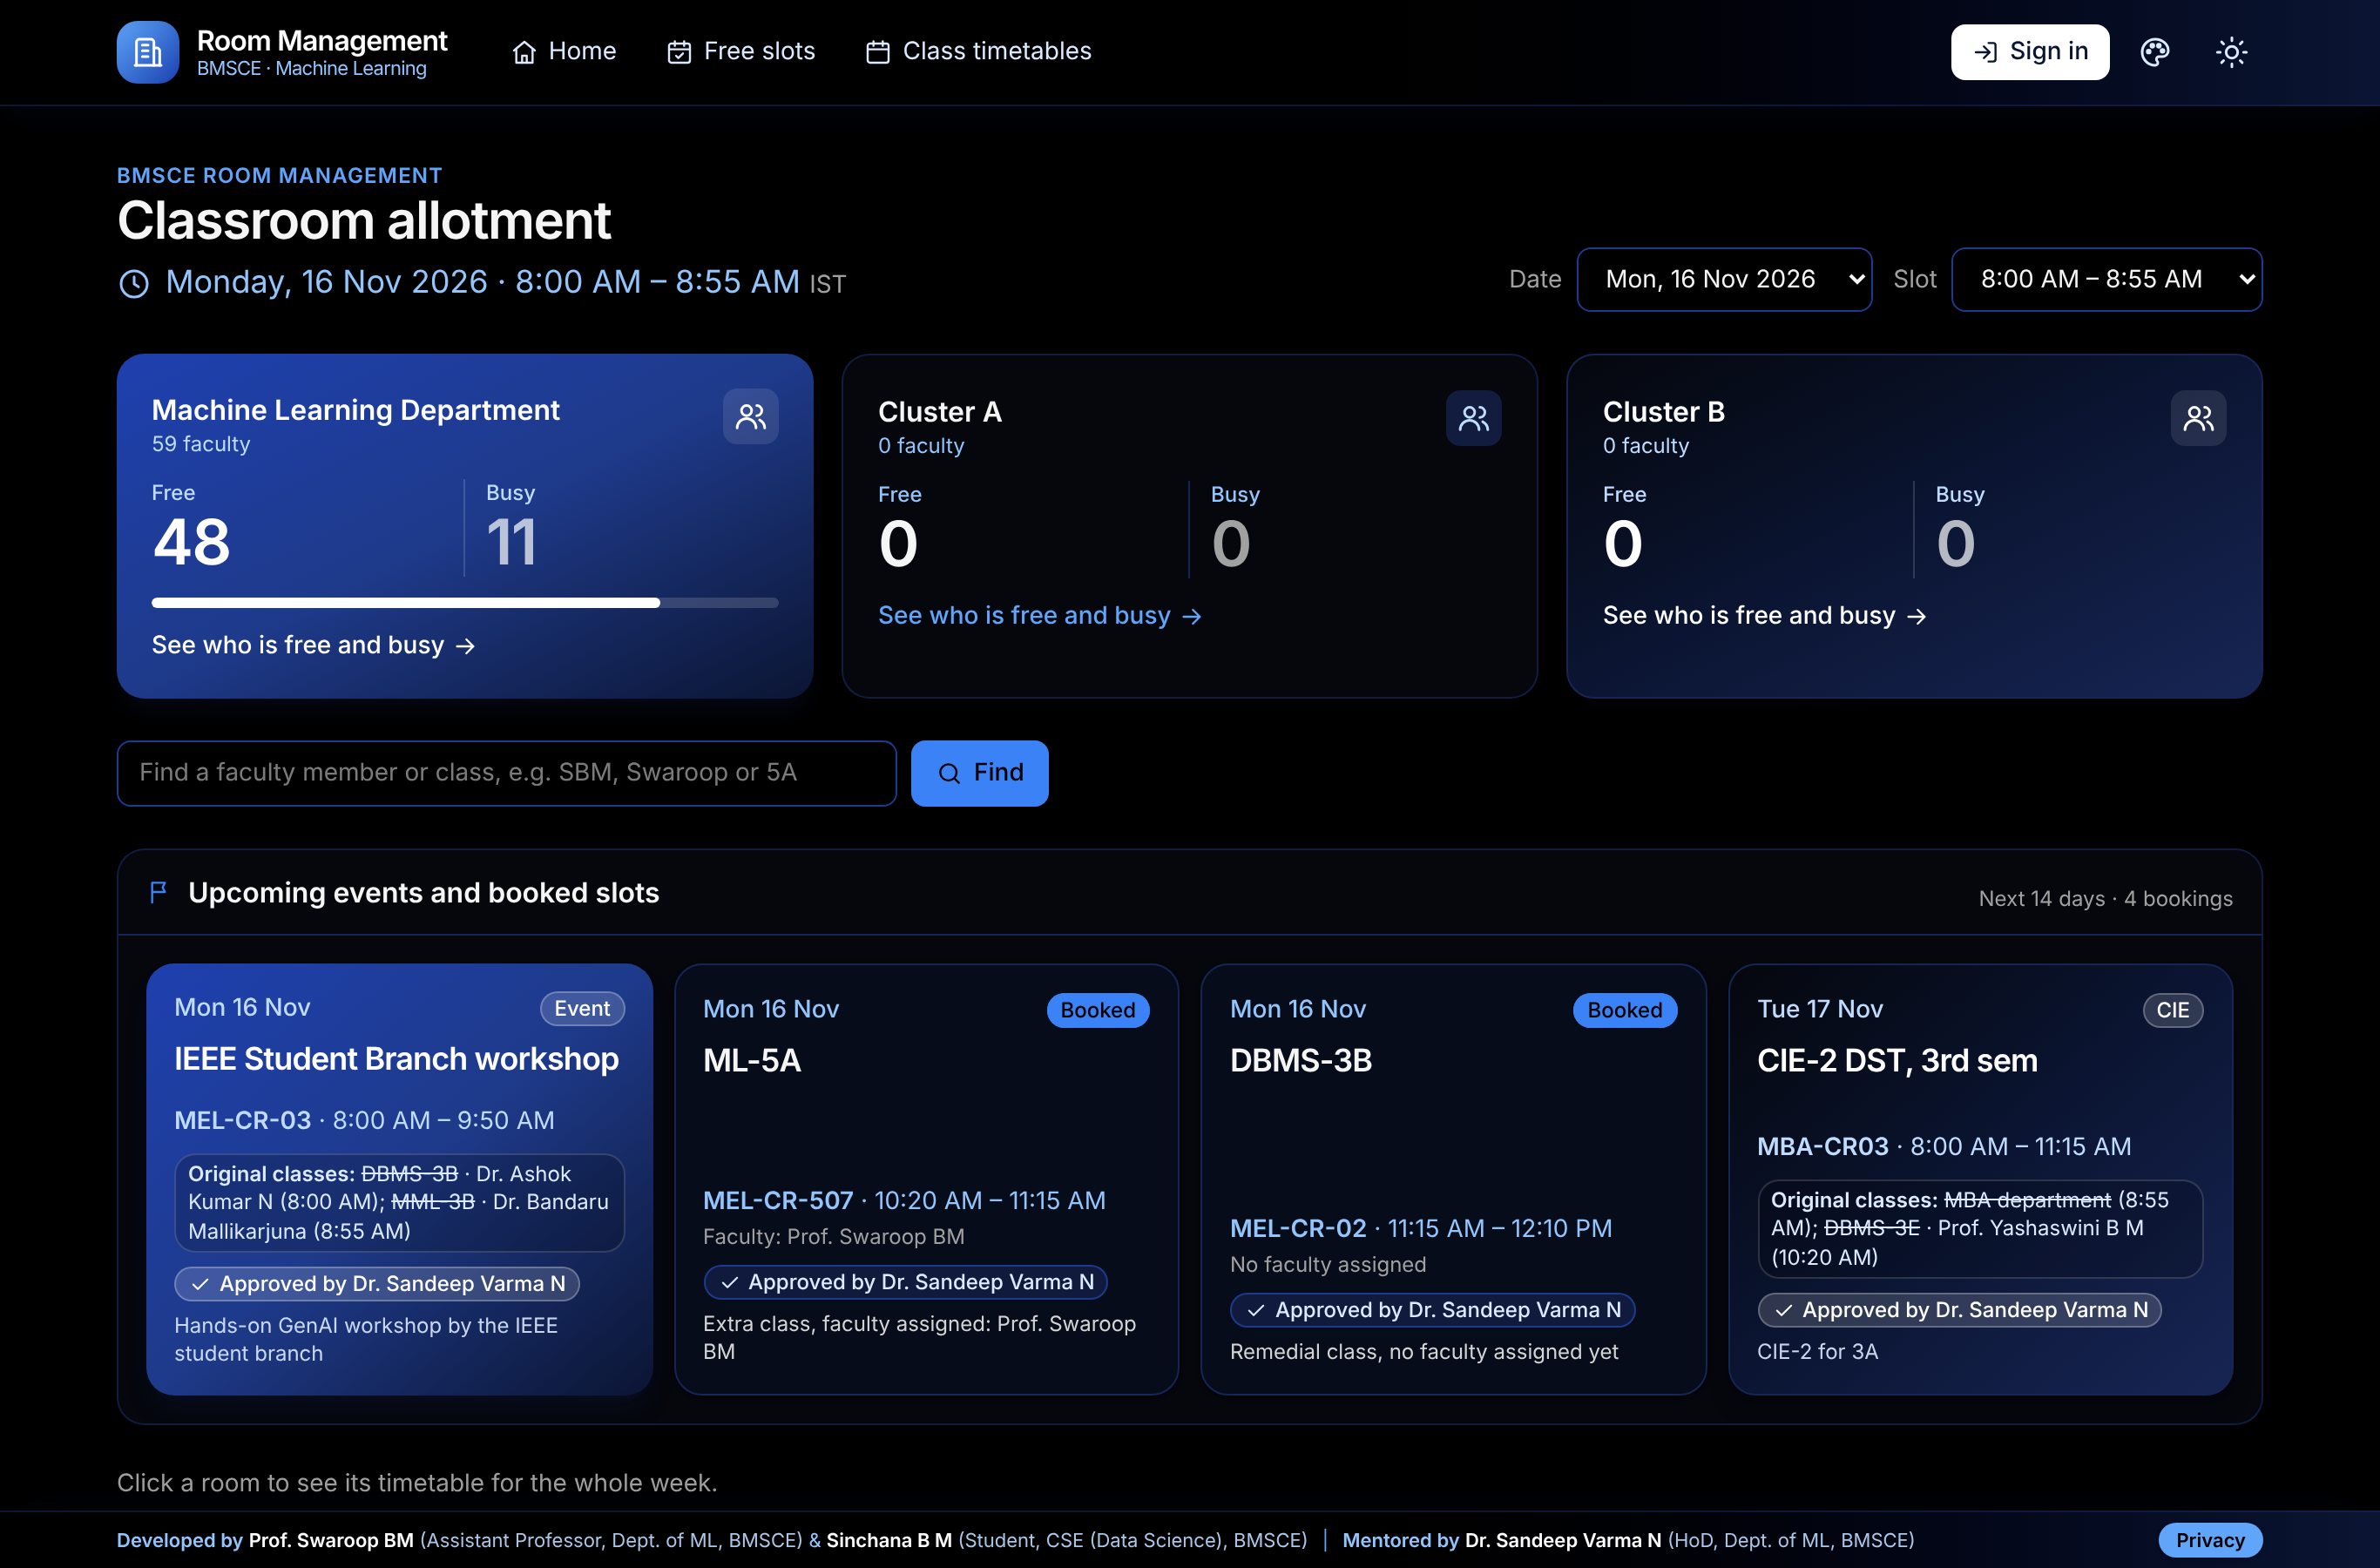 Room Management
BMSCE · Machine Learning
Home
Free slots
Class timetables
Sign in
BMSCE ROOM MANAGEMENT
Classroom allotment
Monday, 16 Nov 2026 · 8:00 AM – 8:55 AM IST
Date
Mon, 16 Nov 2026
Slot
8:00 AM – 8:55 AM
Machine Learning Department
59 faculty
Free
48
Busy
11
See who is free and busy →
Cluster A
0 faculty
Free
0
Busy
0
See who is free and busy →
Cluster B
0 faculty
Free
0
Busy
0
See who is free and busy →
Find a faculty member or class, e.g. SBM, Swaroop or 5A
Find
Upcoming events and booked slots
Next 14 days · 4 bookings
Mon 16 Nov
Event
IEEE Student Branch workshop
MEL-CR-03 · 8:00 AM – 9:50 AM
Original classes: DBMS-3B · Dr. Ashok
Kumar N (8:00 AM); MML-3B · Dr. Bandaru
Mallikarjuna (8:55 AM)
Approved by Dr. Sandeep Varma N
Hands-on GenAI workshop by the IEEE
student branch
Mon 16 Nov
Booked
ML-5A
MEL-CR-507 · 10:20 AM – 11:15 AM
Faculty: Prof. Swaroop BM
Approved by Dr. Sandeep Varma N
Extra class, faculty assigned: Prof. Swaroop
BM
Mon 16 Nov
Booked
DBMS-3B
MEL-CR-02 · 11:15 AM – 12:10 PM
No faculty assigned
Approved by Dr. Sandeep Varma N
Remedial class, no faculty assigned yet
Tue 17 Nov
CIE
CIE-2 DST, 3rd sem
MBA-CR03 · 8:00 AM – 11:15 AM
Original classes: MBA department (8:55
AM); DBMS-3E · Prof. Yashaswini B M
(10:20 AM)
Approved by Dr. Sandeep Varma N
CIE-2 for 3A
Click a room to see its timetable for the whole week.
Developed by Prof. Swaroop BM (Assistant Professor, Dept. of ML, BMSCE) & Sinchana B M (Student, CSE (Data Science), BMSCE) | Mentored by Dr. Sandeep Varma N (HoD, Dept. of ML, BMSCE)
Privacy